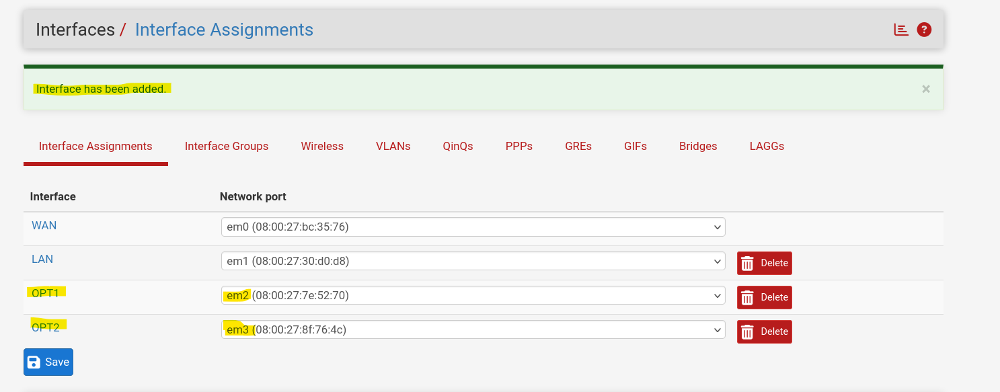 Interfaces / Interface Assignments
Interface has been added.
×
Interface Assignments Interface Groups Wireless VLANs QinQs PPPs GREs GIFs Bridges LAGGs
Interface Network port
WAN em0 (08:00:27:bc:35:76)
LAN em1 (08:00:27:30:d0:d8) Delete
OPT1 em2 (08:00:27:7e:52:70) Delete
OPT2 em3 (08:00:27:8f:76:4c) Delete
Save